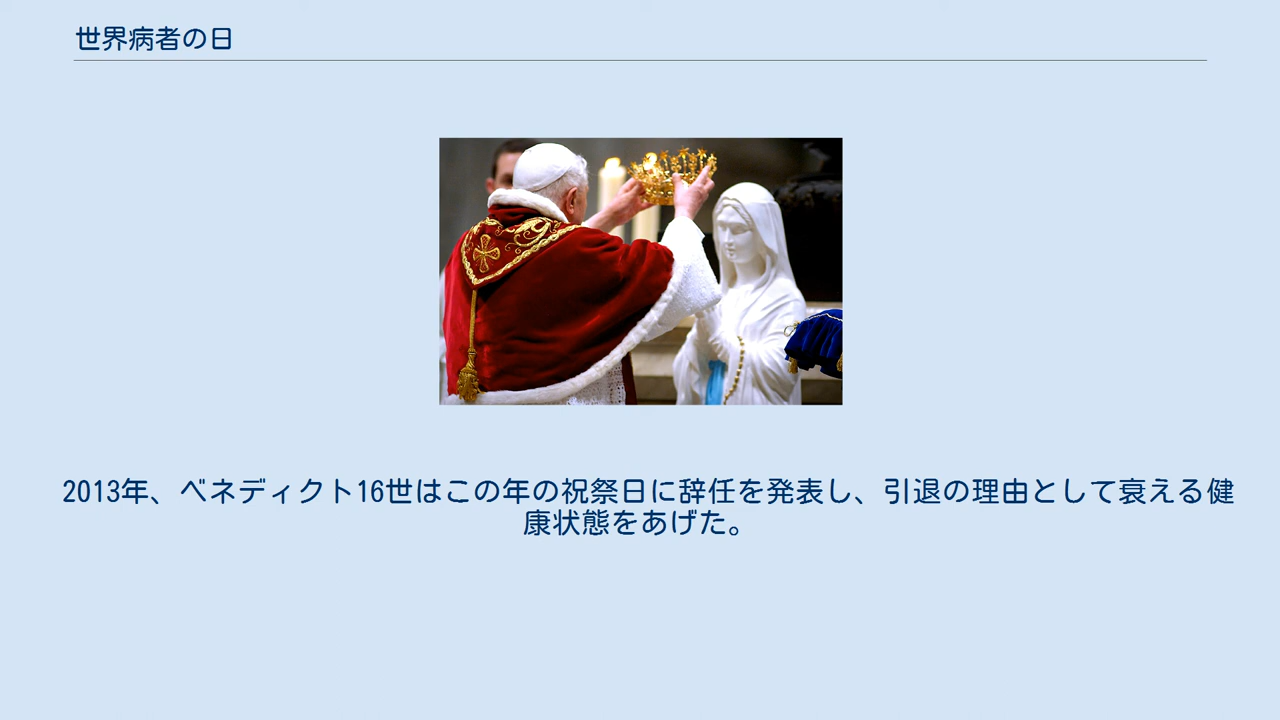 世界病者の日
2013年、ベネディクト16世はこの年の祝祭日に辞任を発表し、引退の理由として衰える健
康状態をあげた。